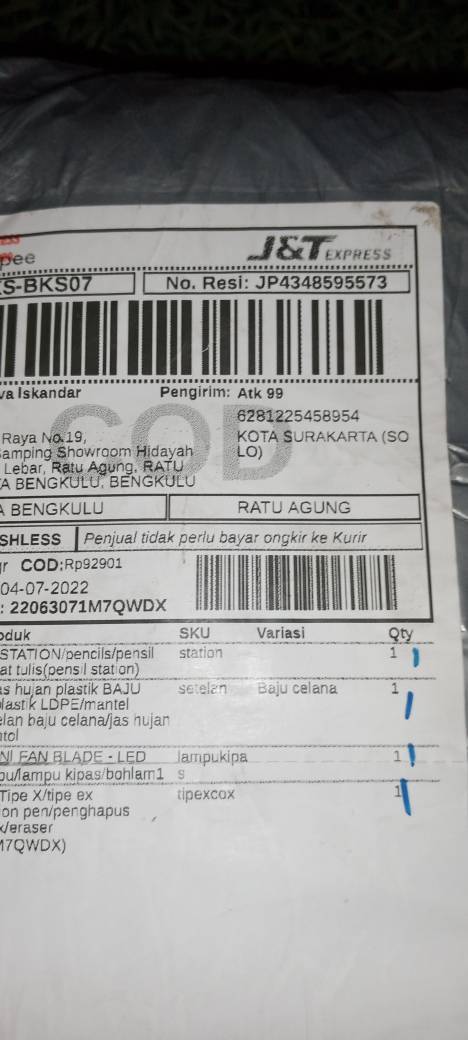 pee
J&T EXPRESS
S-BKS07
No. Resi: JP4348595573
va Iskandar
Pengirim: Atk 99
COD
6281225458954
Raya No.19,
KOTA SURAKARTA (SO
LO)
amping Showroom Hidayah
Lebar, Ratu Agung, RATU
A BENGKULU, BENGKULU
A BENGKULU
RATU AGUNG
SHLESS
Penjual tidak perlu bayar ongkir ke Kurir
gr COD:Rp92901
04-07-2022
: 22063071M7QWDX
oduk SKU Variasi Qty
STATION/pencils/pensil station 1
at tulis(pensil station)
as hujan plastik BAJU setelan Baju celana 1
lastik LDPE/mantel
elan baju celana/jas hujan
ntol
NI FAN BLADE - LED lampukipa 1
pu/lampu kipas/bohlam1 s
Tipe X/tipe ex tipexcox 1
on pen/penghapus
x/eraser
M7QWDX)